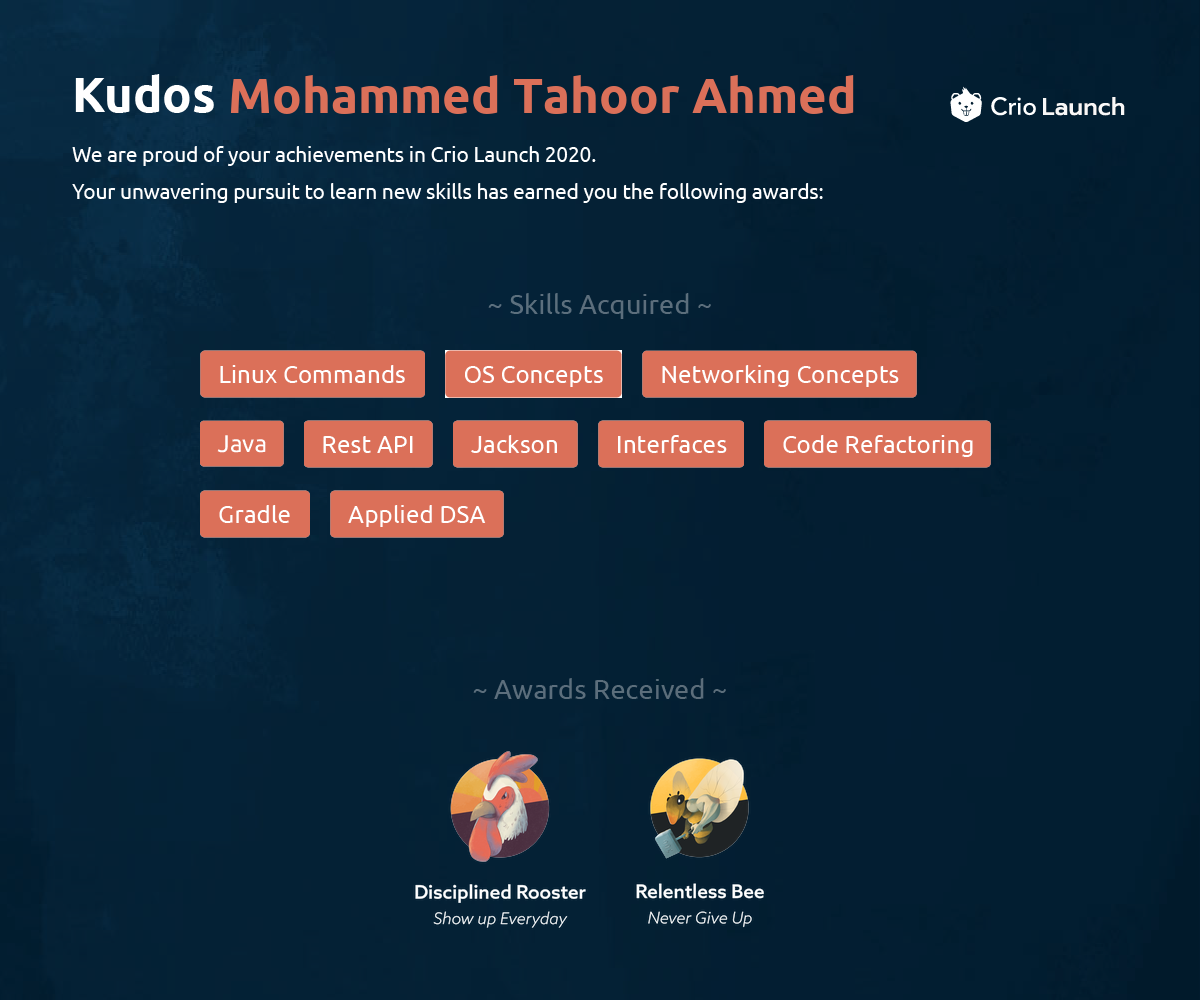 Kudos Mohammed Tahoor Ahmed
Crio Launch
We are proud of your achievements in Crio Launch 2020.
Your unwavering pursuit to learn new skills has earned you the following awards:
~ Skills Acquired ~
Linux Commands OS Concepts Networking Concepts
Java Rest API Jackson Interfaces Code Refactoring
Gradle Applied DSA
~ Awards Received ~
Disciplined Rooster Relentless Bee
Show up Everyday Never Give Up